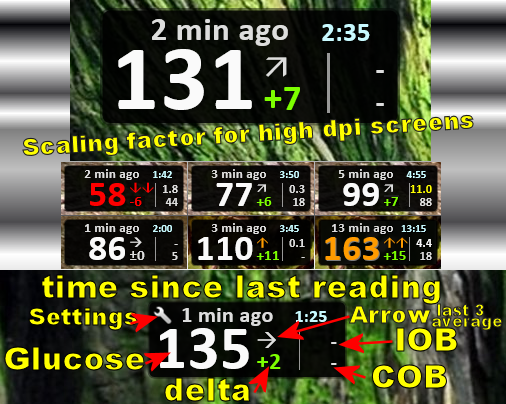 2 min ago 2:35
131 ↗ -
+7 -
Scaling factor for high dpi screens
2 min ago 1:42 3 min ago 3:50 5 min ago 4:55
58 ↓↓ 1.8 77 ↗ 0.3 99 ↗ 11.0
-6 44 +6 18 +7 88
1 min ago 2:00 3 min ago 3:45 13 min ago 13:15
86 → - 110 ↑ 0.1 163 ↑↑ 4.4
±0 5 +11 - +15 18
time since last reading
Settings 1 min ago 1:25 Arrow last 3 average
Glucose 135 → - IOB
+2 - COB
delta